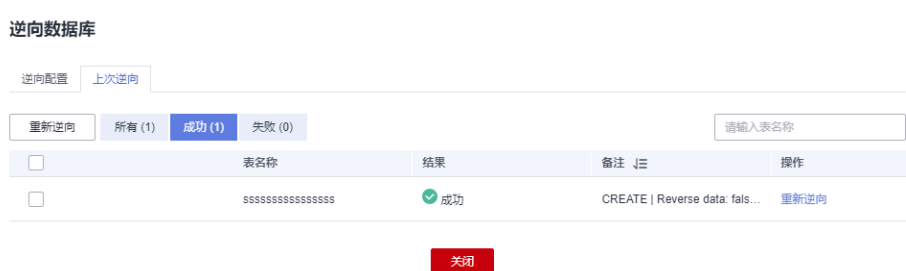 逆向数据库
逆向配置 上次逆向
重新逆向 所有 (1) 成功 (1) 失败 (0) 请输入表名称
表名称 结果 备注 操作
ssssssssssssssss 成功 CREATE | Reverse data: fals... 重新逆向
关闭